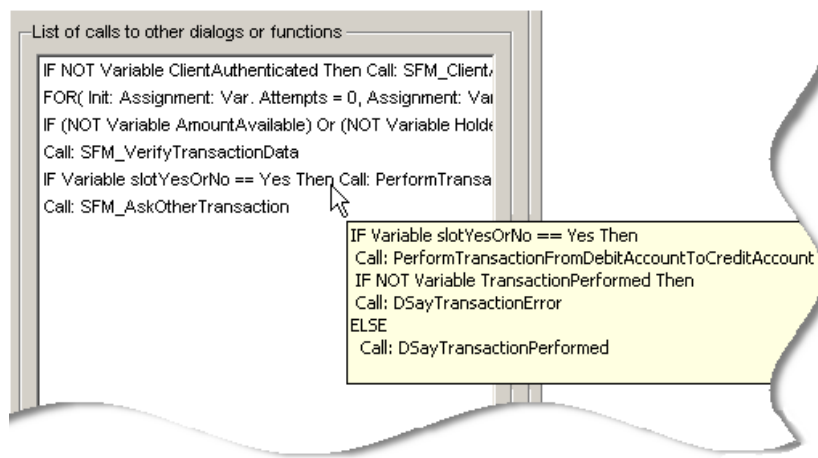 List of calls to other dialogs or functions
IF NOT Variable ClientAuthenticated Then Call: SFM_Client
FOR( Init: Assignment: Var. Attempts = 0, Assignment: Var
IF (NOT Variable AmountAvailable) Or (NOT Variable Holde
Call: SFM_VerifyTransactionData
IF Variable slotYesOrNo == Yes Then Call: PerformTransa
Call: SFM_AskOtherTransaction
IF Variable slotYesOrNo == Yes Then
Call: PerformTransactionFromDebitAccountToCreditAccount
IF NOT Variable TransactionPerformed Then
Call: DSayTransactionError
ELSE
Call: DSayTransactionPerformed